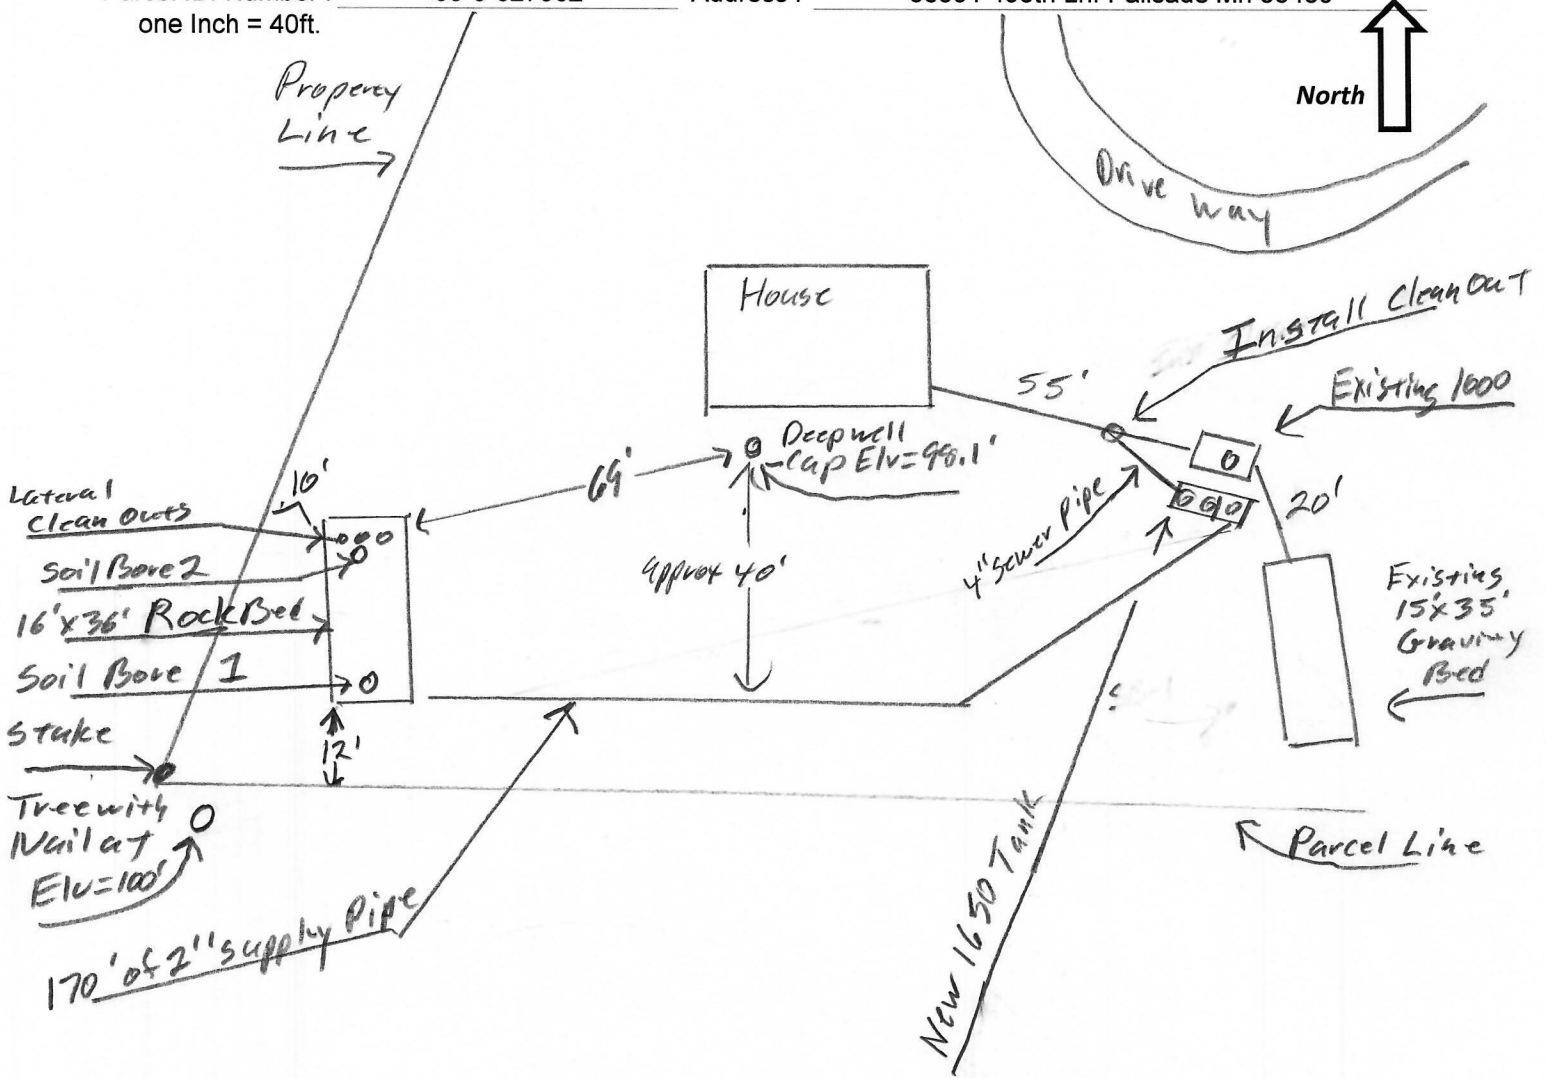 one Inch = 40ft.
North
Property
Line
Drive Way
House
Install Clean Out
55'
Existing 1000
Deepwell
Cap Elv=98.1'
69'
10'
Lateral
Clean Outs
Soil Bore 2
16'x36' Rock Bed
Soil Bore 1
approx 40'
4" Sewer Pipe
20'
Existing
15'x35'
Gravity
Bed
Stake
12'
Tree with
Nail at
Elv=100'
Parcel Line
170' of 2" supply Pipe
New 1650 Tank